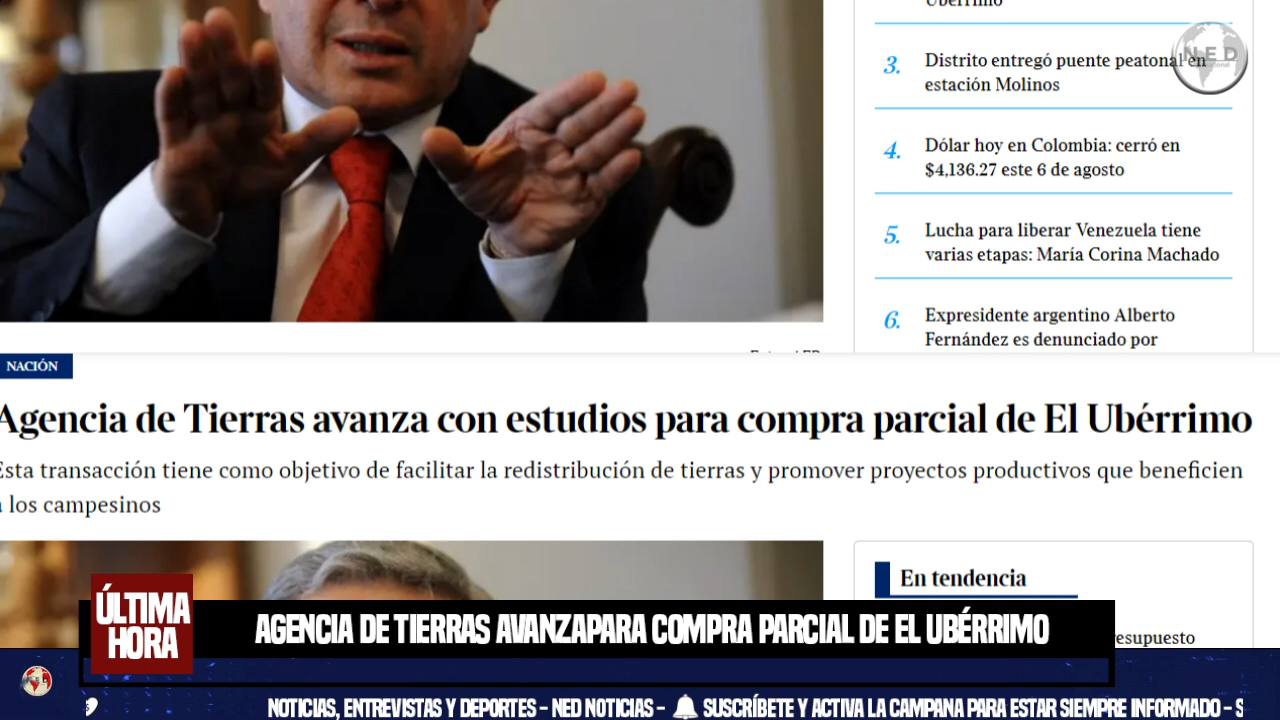 Ubérrimo
3. Distrito entregó puente peatonal en
estación Molinos
NED
4. Dólar hoy en Colombia: cerró en
$4,136.27 este 6 de agosto
5. Lucha para liberar Venezuela tiene
varias etapas: María Corina Machado
6. Expresidente argentino Alberto
Fernández es denunciado por
NACIÓN
Agencia de Tierras avanza con estudios para compra parcial de El Ubérrimo
Esta transacción tiene como objetivo de facilitar la redistribución de tierras y promover proyectos productivos que beneficien
a los campesinos
En tendencia
ÚLTIMA
HORA
AGENCIA DE TIERRAS AVANZAPARA COMPRA PARCIAL DE EL UBÉRRIMO
NOTICIAS, ENTREVISTAS Y DEPORTES - NED NOTICIAS - SUSCRÍBETE Y ACTIVA LA CAMPANA PARA ESTAR SIEMPRE INFORMADO - S